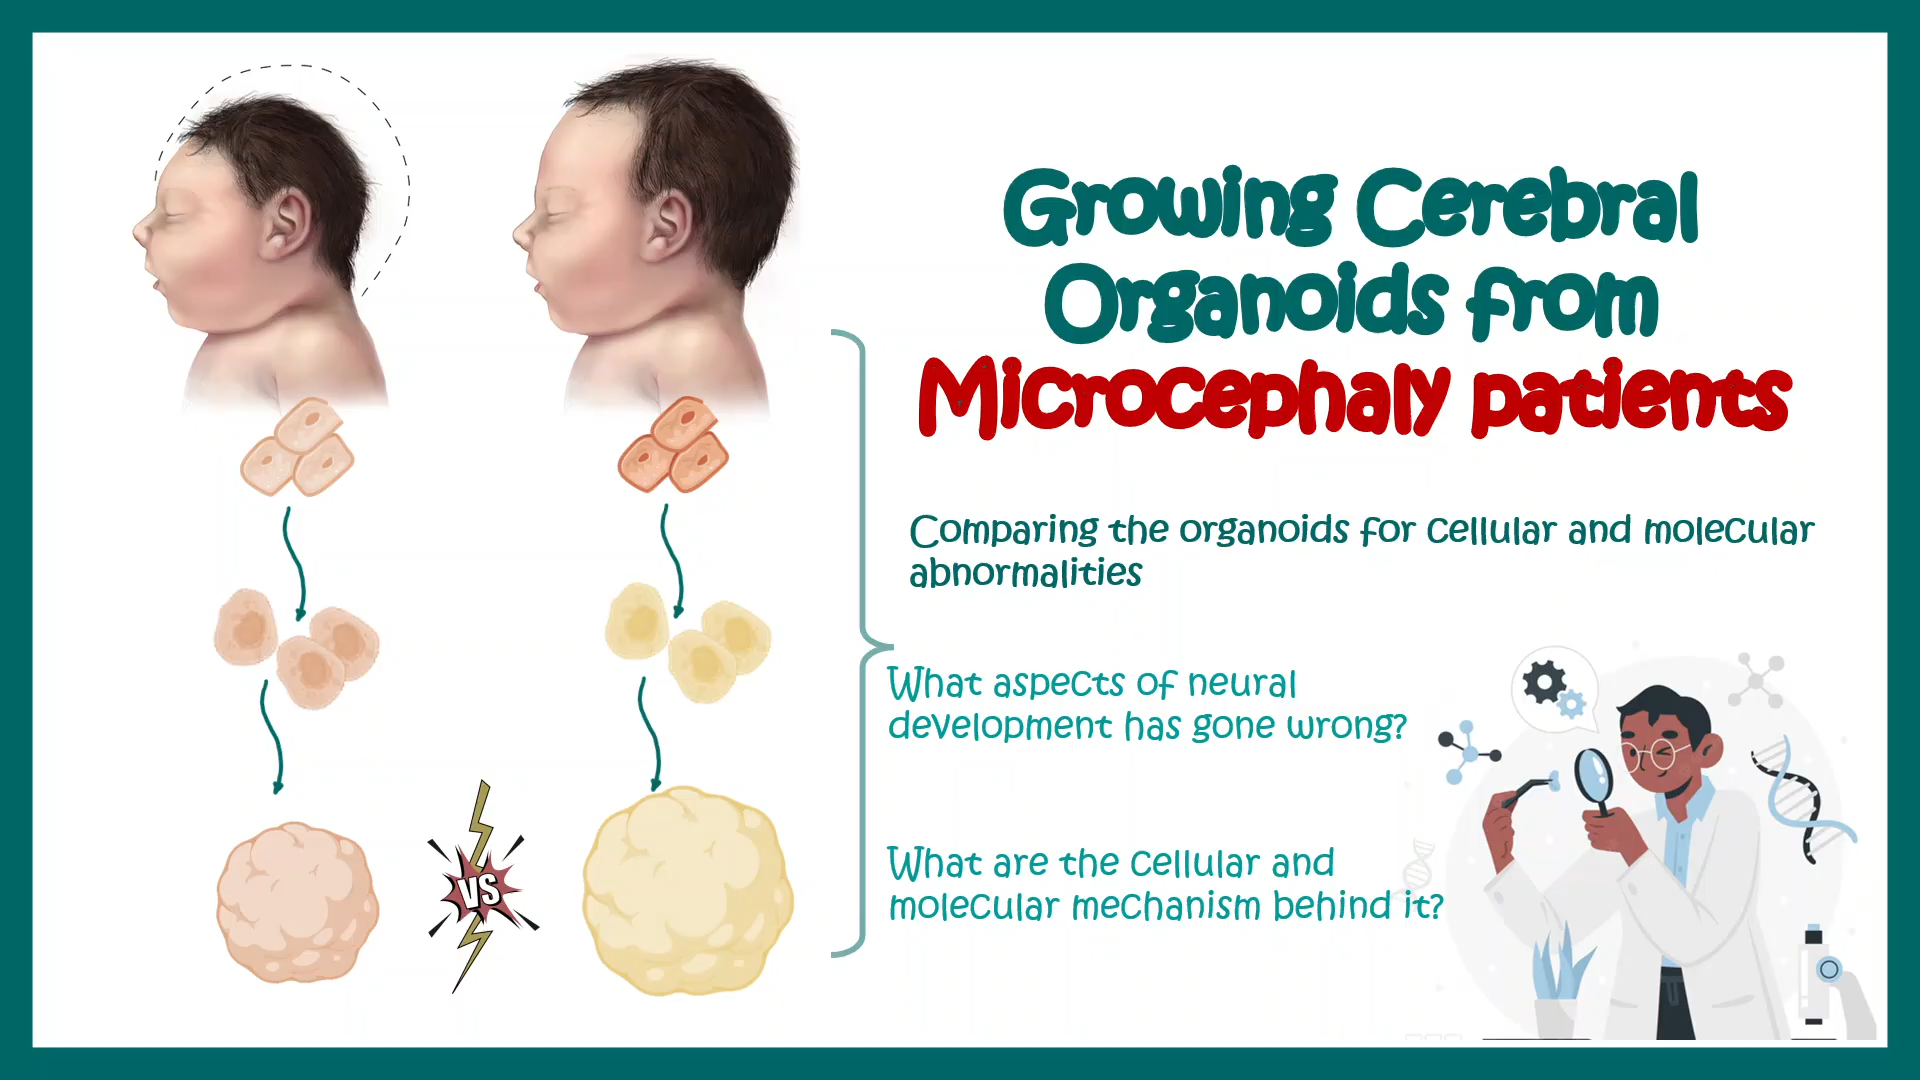 Growing Cerebral
Organoids from
Microcephaly patients
Comparing the organoids for cellular and molecular
abnormalities
What aspects of neural
development has gone wrong?
What are the cellular and
molecular mechanism behind it?
VS